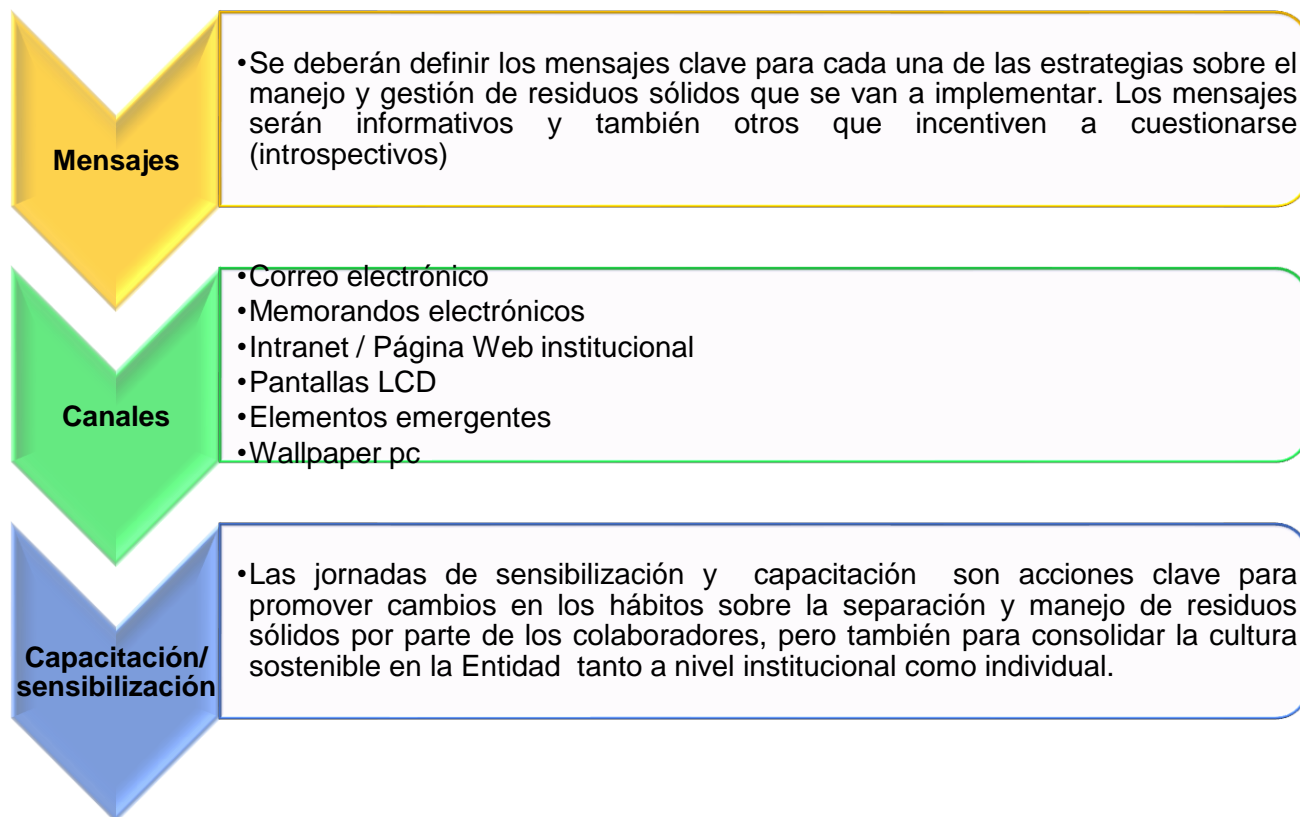 Mensajes
•Se deberán definir los mensajes clave para cada una de las estrategias sobre el
manejo y gestión de residuos sólidos que se van a implementar. Los mensajes
serán informativos y también otros que incentiven a cuestionarse
(introspectivos)
Canales
•Correo electrónico
•Memorandos electrónicos
•Intranet / Página Web institucional
•Pantallas LCD
•Elementos emergentes
•Wallpaper pc
Capacitación/
sensibilización
•Las jornadas de sensibilización y capacitación son acciones clave para
promover cambios en los hábitos sobre la separación y manejo de residuos
sólidos por parte de los colaboradores, pero también para consolidar la cultura
sostenible en la Entidad tanto a nivel institucional como individual.